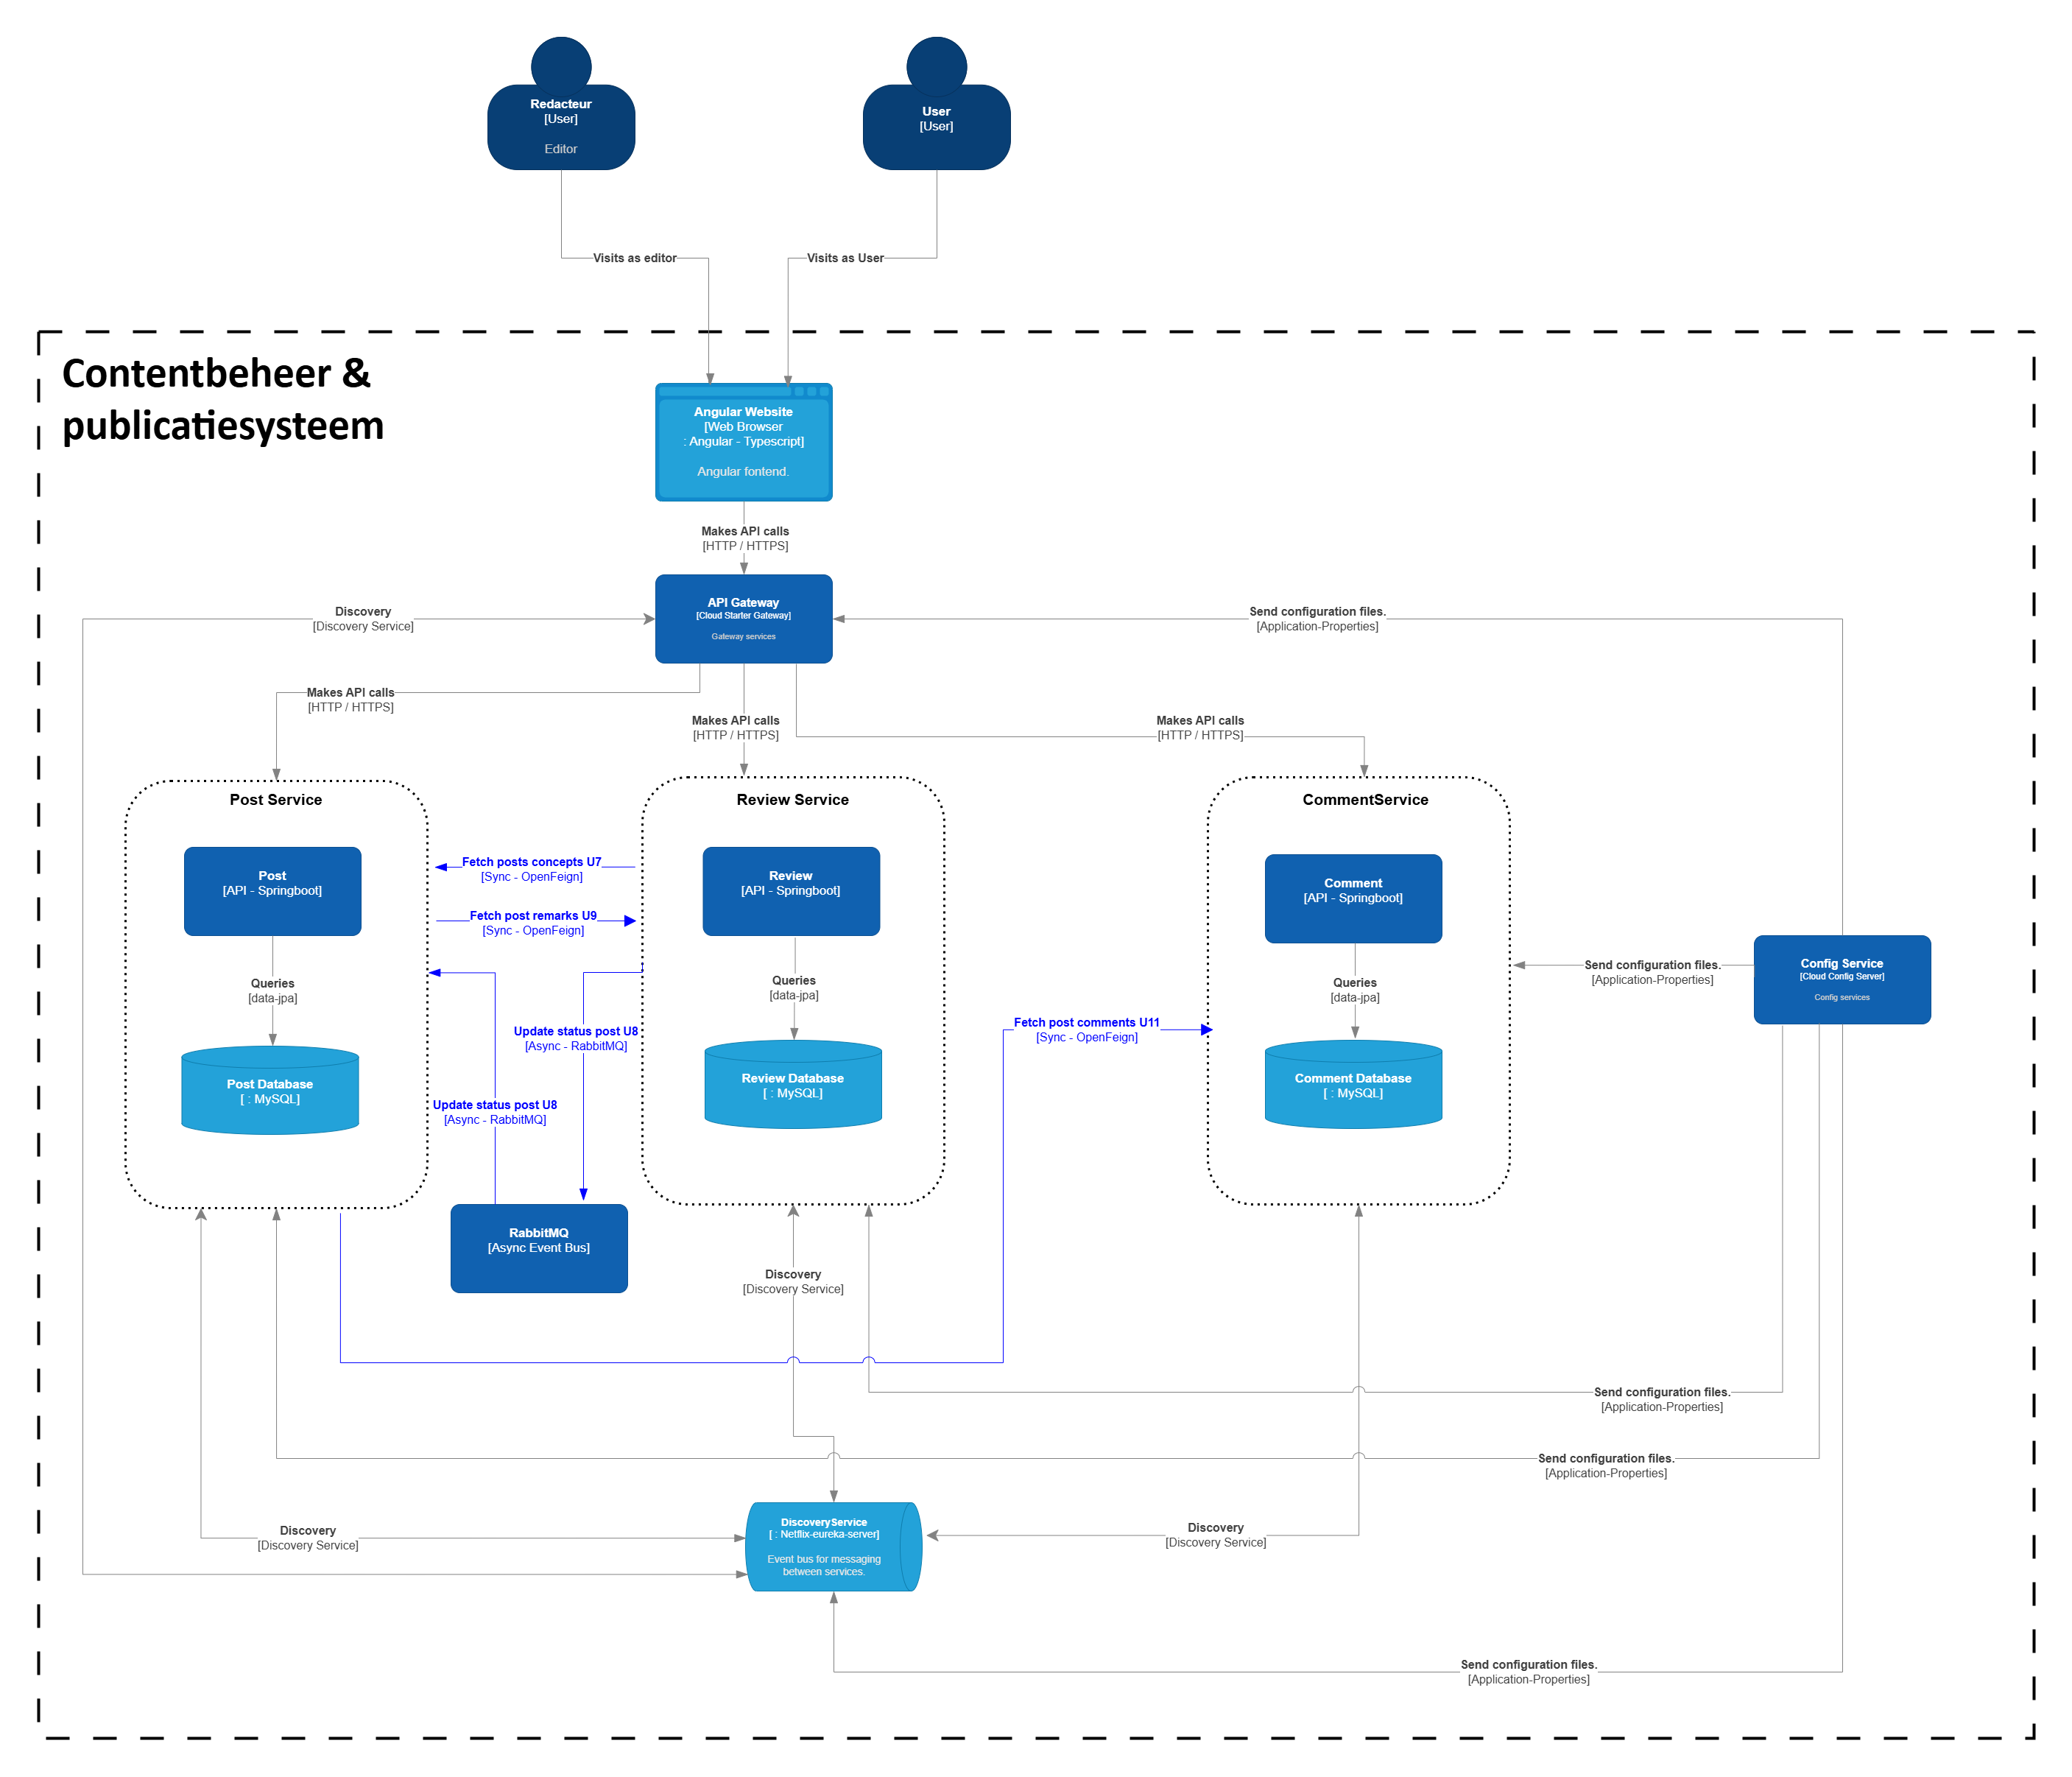 Redacteur
[User]
Editor
User
[User]
Visits as editor
Visits as User
Contentbeheer &
publicatiesysteem
Angular Website
[Web Browser
: Angular - Typescript]
Angular fontend.
Makes API calls
[HTTP / HTTPS]
Discovery
[Discovery Service]
API Gateway
[Cloud Starter Gateway]
Gateway services
Send configuration files.
[Application-Properties]
Makes API calls
[HTTP / HTTPS]
Makes API calls
[HTTP / HTTPS]
Makes API calls
[HTTP / HTTPS]
Post Service
Review Service
CommentService
Post
[API - Springboot]
Fetch posts concepts U7
[Sync - OpenFeign]
Review
[API - Springboot]
Comment
[API - Springboot]
Fetch post remarks U9
[Sync - OpenFeign]
Queries
[data-jpa]
Queries
[data-jpa]
Queries
[data-jpa]
Send configuration files.
[Application-Properties]
Config Service
[Cloud Config Server]
Config services
Update status post U8
[Async - RabbitMQ]
Fetch post comments U11
[Sync - OpenFeign]
Post Database
[ : MySQL]
Review Database
[ : MySQL]
Comment Database
[ : MySQL]
Update status post U8
[Async - RabbitMQ]
RabbitMQ
[Async Event Bus]
Discovery
[Discovery Service]
Send configuration files.
[Application-Properties]
Send configuration files.
[Application-Properties]
Discovery
[Discovery Service]
DiscoveryService
[ : Netflix-eureka-server]
Event bus for messaging
between services.
Discovery
[Discovery Service]
Send configuration files.
[Application-Properties]